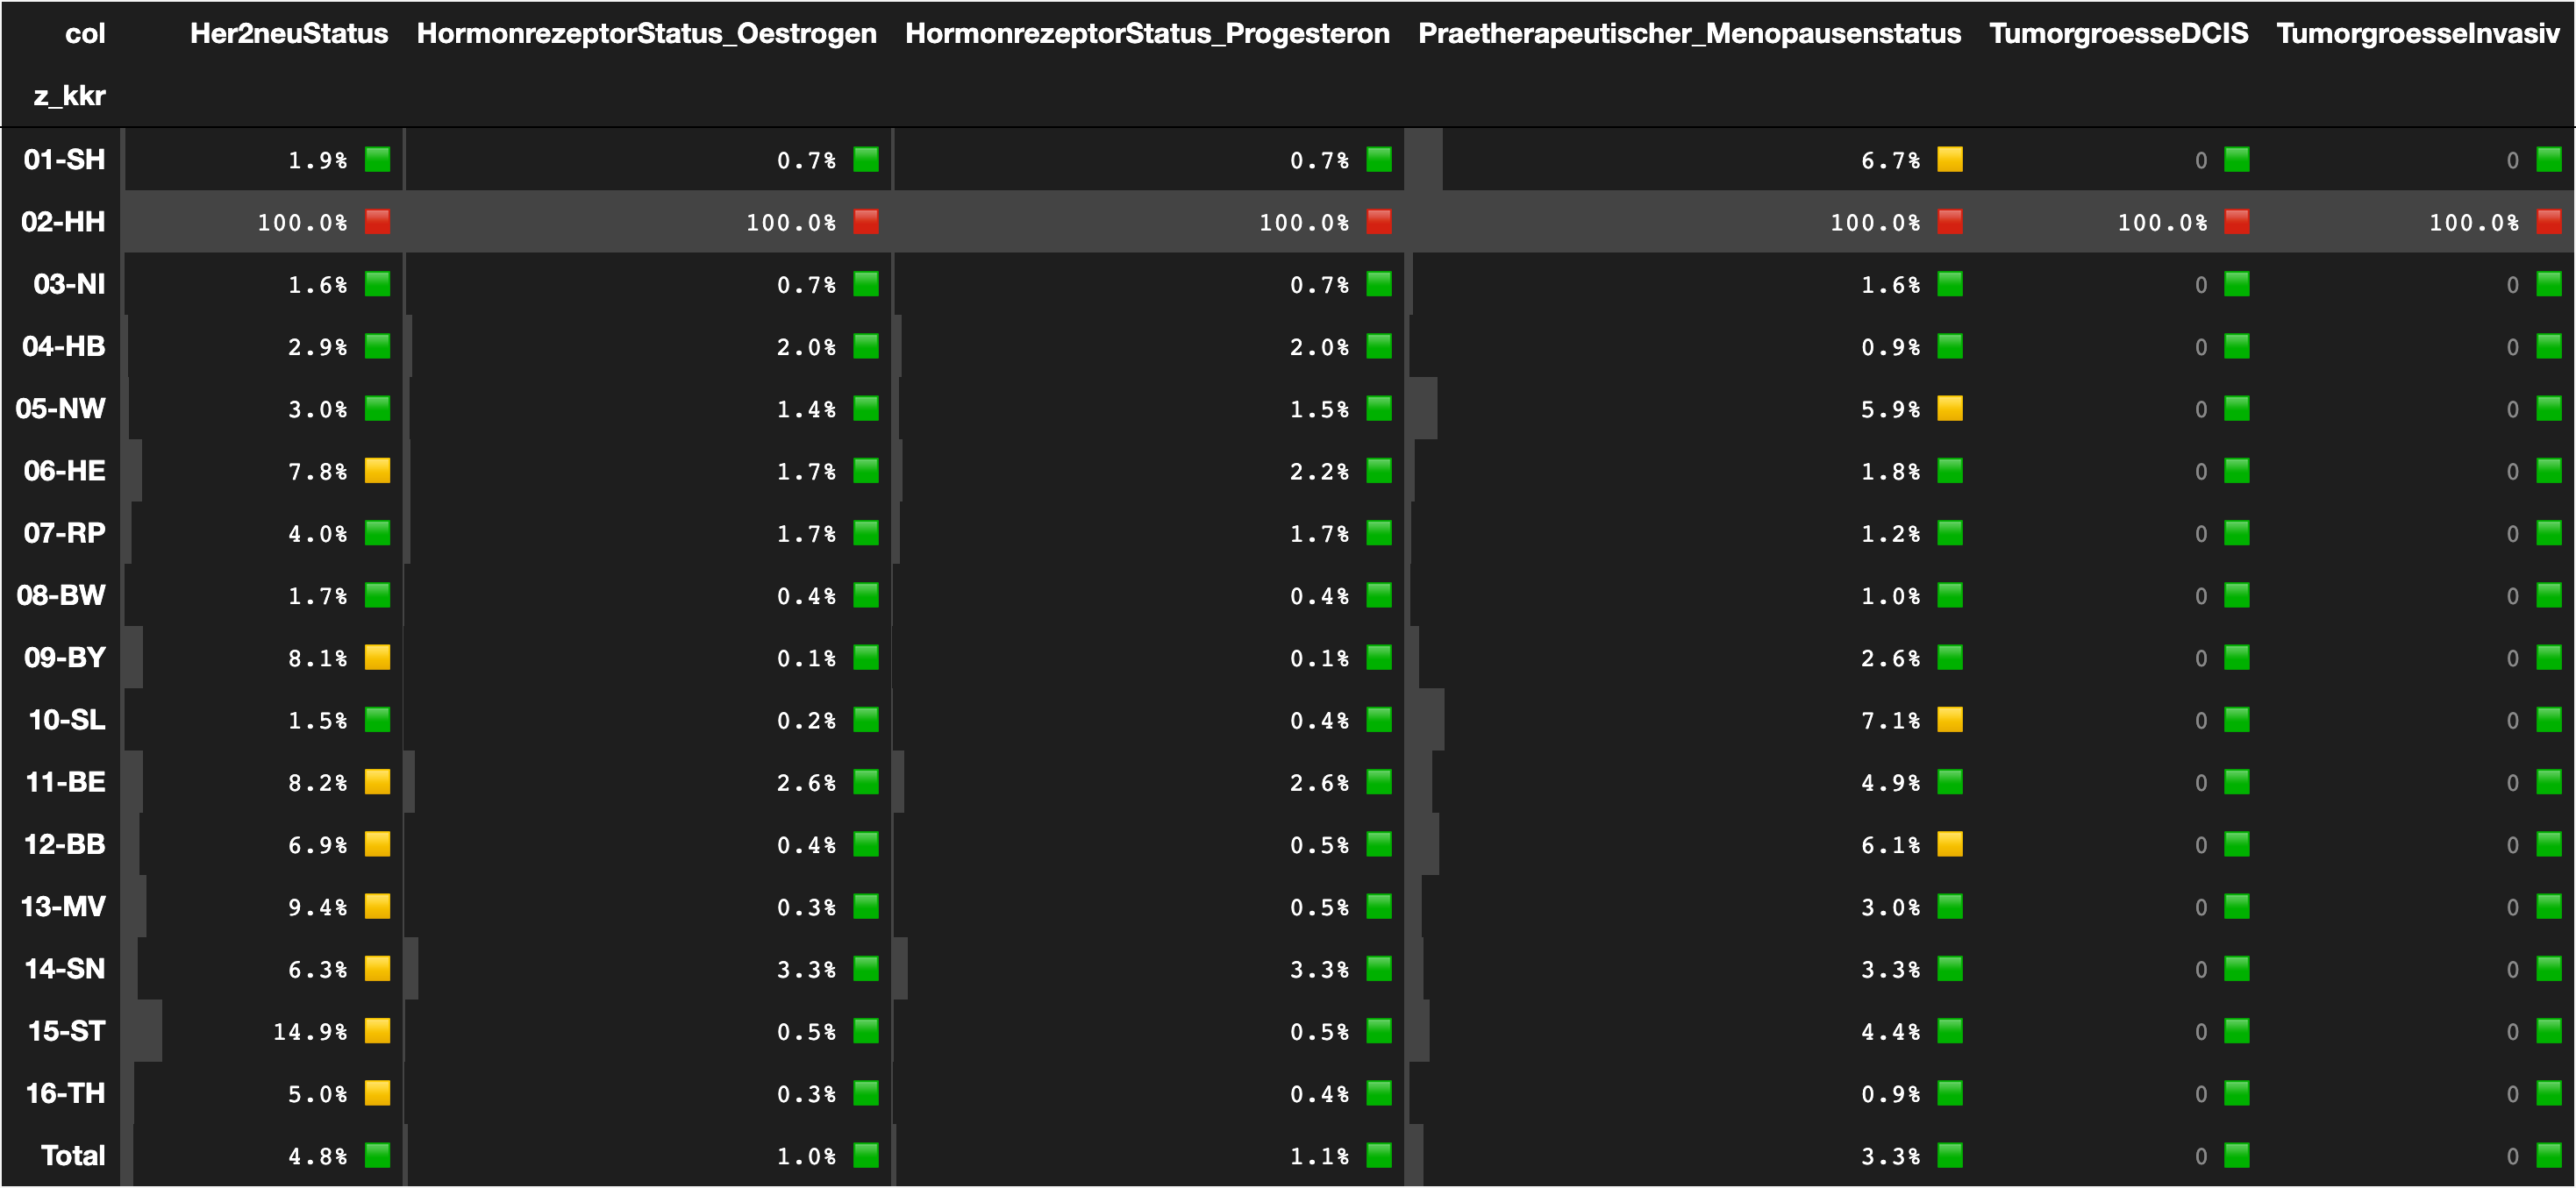 col Her2neuStatus HormonrezeptorStatus_Oestrogen HormonrezeptorStatus_Progesteron Praetherapeutischer_Menopausenstatus TumorgroesseDCIS TumorgroesseInvasiv
z_kkr
01-SH 1.9% 0.7% 0.7% 6.7% 0 0
02-HH 100.0% 100.0% 100.0% 100.0% 100.0% 100.0%
03-NI 1.6% 0.7% 0.7% 1.6% 0 0
04-HB 2.9% 2.0% 2.0% 0.9% 0 0
05-NW 3.0% 1.4% 1.5% 5.9% 0 0
06-HE 7.8% 1.7% 2.2% 1.8% 0 0
07-RP 4.0% 1.7% 1.7% 1.2% 0 0
08-BW 1.7% 0.4% 0.4% 1.0% 0 0
09-BY 8.1% 0.1% 0.1% 2.6% 0 0
10-SL 1.5% 0.2% 0.4% 7.1% 0 0
11-BE 8.2% 2.6% 2.6% 4.9% 0 0
12-BB 6.9% 0.4% 0.5% 6.1% 0 0
13-MV 9.4% 0.3% 0.5% 3.0% 0 0
14-SN 6.3% 3.3% 3.3% 3.3% 0 0
15-ST 14.9% 0.5% 0.5% 4.4% 0 0
16-TH 5.0% 0.3% 0.4% 0.9% 0 0
Total 4.8% 1.0% 1.1% 3.3% 0 0